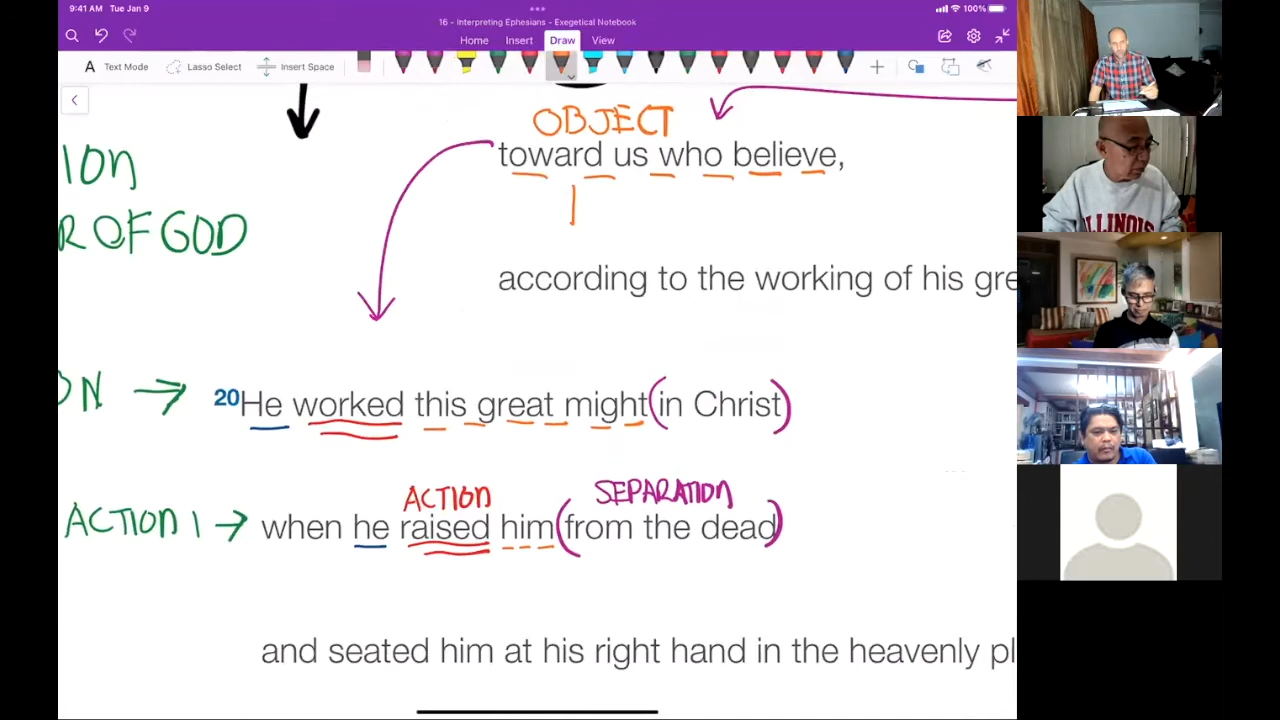 9:41 AM Tue Jan 9
100%
16 - Interpreting Ephesians - Exegetical Notebook
Home Insert Draw View
A Text Mode Lasso Select Insert Space
OBJECT
toward us who believe,
ION
R OF GOD
according to the working of his gre
ON → 20He worked this great might (in Christ)
ACTION SEPARATION
ACTION 1 → when he raised him (from the dead)
and seated him at his right hand in the heavenly pl
ILLINOIS